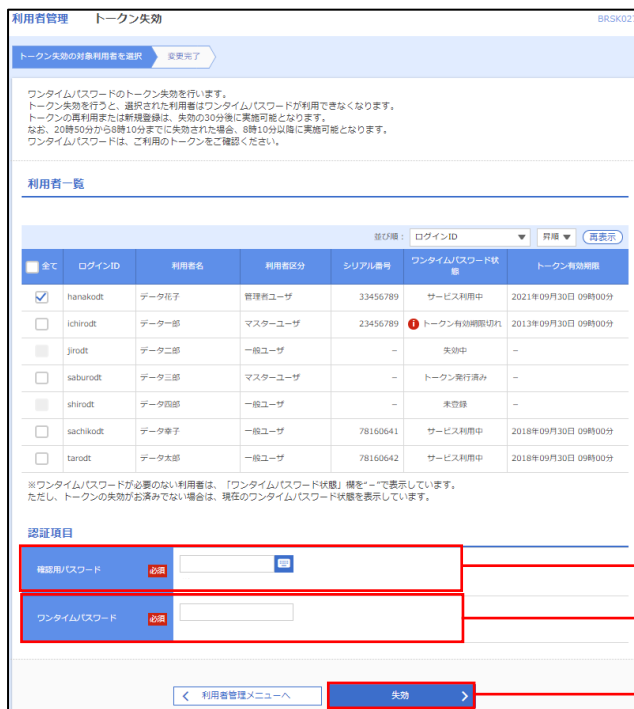 利用者管理 トークン失効 BRSK027
トークン失効の対象利用者を選択 変更完了
ワンタイムパスワードのトークン失効を行います。
トークン失効を行うと、選択された利用者はワンタイムパスワードが利用できなくなります。
トークンの再利用または新規登録は、失効の30分後に実施可能となります。
なお、20時50分から8時10分までに失効された場合、8時10分以降に実施可能となります。
ワンタイムパスワードは、ご利用のトークンをご確認ください。
利用者一覧
並び順： ログインID 昇順 再表示
全て ログインID 利用者名 利用者区分 シリアル番号 ワンタイムパスワード状態 トークン有効期限
hanakodt データ花子 管理者ユーザ 33456789 サービス利用中 2021年09月30日 09時00分
ichirodt データ一郎 マスターユーザ 23456789 トークン有効期限切れ 2013年09月30日 09時00分
jirodt データ二郎 一般ユーザ － 失効中 －
saburodt データ三郎 マスターユーザ － トークン発行済み －
shirodt データ四郎 一般ユーザ － 未登録 －
sachikodt データ幸子 一般ユーザ 78160641 サービス利用中 2018年09月30日 09時00分
tarodt データ太郎 一般ユーザ 78160642 サービス利用中 2018年09月30日 09時00分
※ワンタイムパスワードが必要のない利用者は、「ワンタイムパスワード状態」欄を"－"で表示しています。
ただし、トークンの失効がお済みでない場合は、現在のワンタイムパスワード状態を表示しています。
認証項目
確認用パスワード 必須
ワンタイムパスワード 必須
利用者管理メニューへ 失効